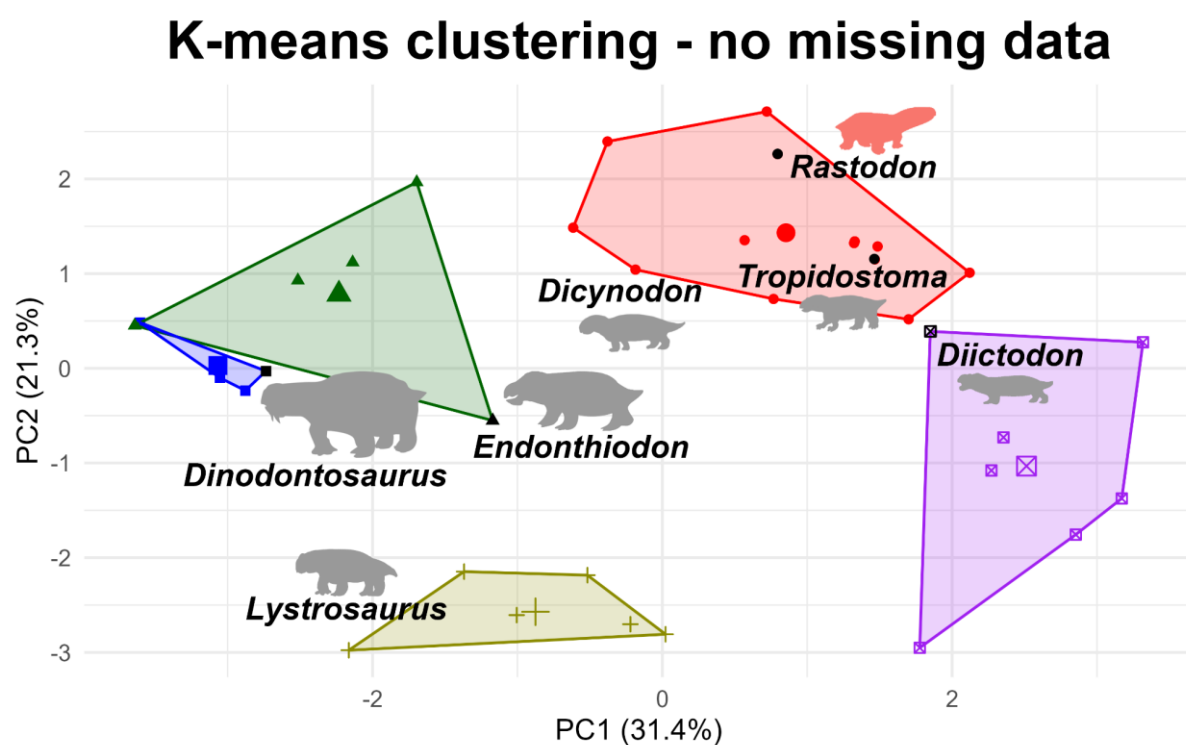 K-means clustering - no missing data
Rastodon
Tropidostoma
Dicynodon
Diictodon
Endonthiodon
Dinodontosaurus
Lystrosaurus
PC2 (21.3%)
2
1
0
-1
-2
-3
-2
0
2
PC1 (31.4%)